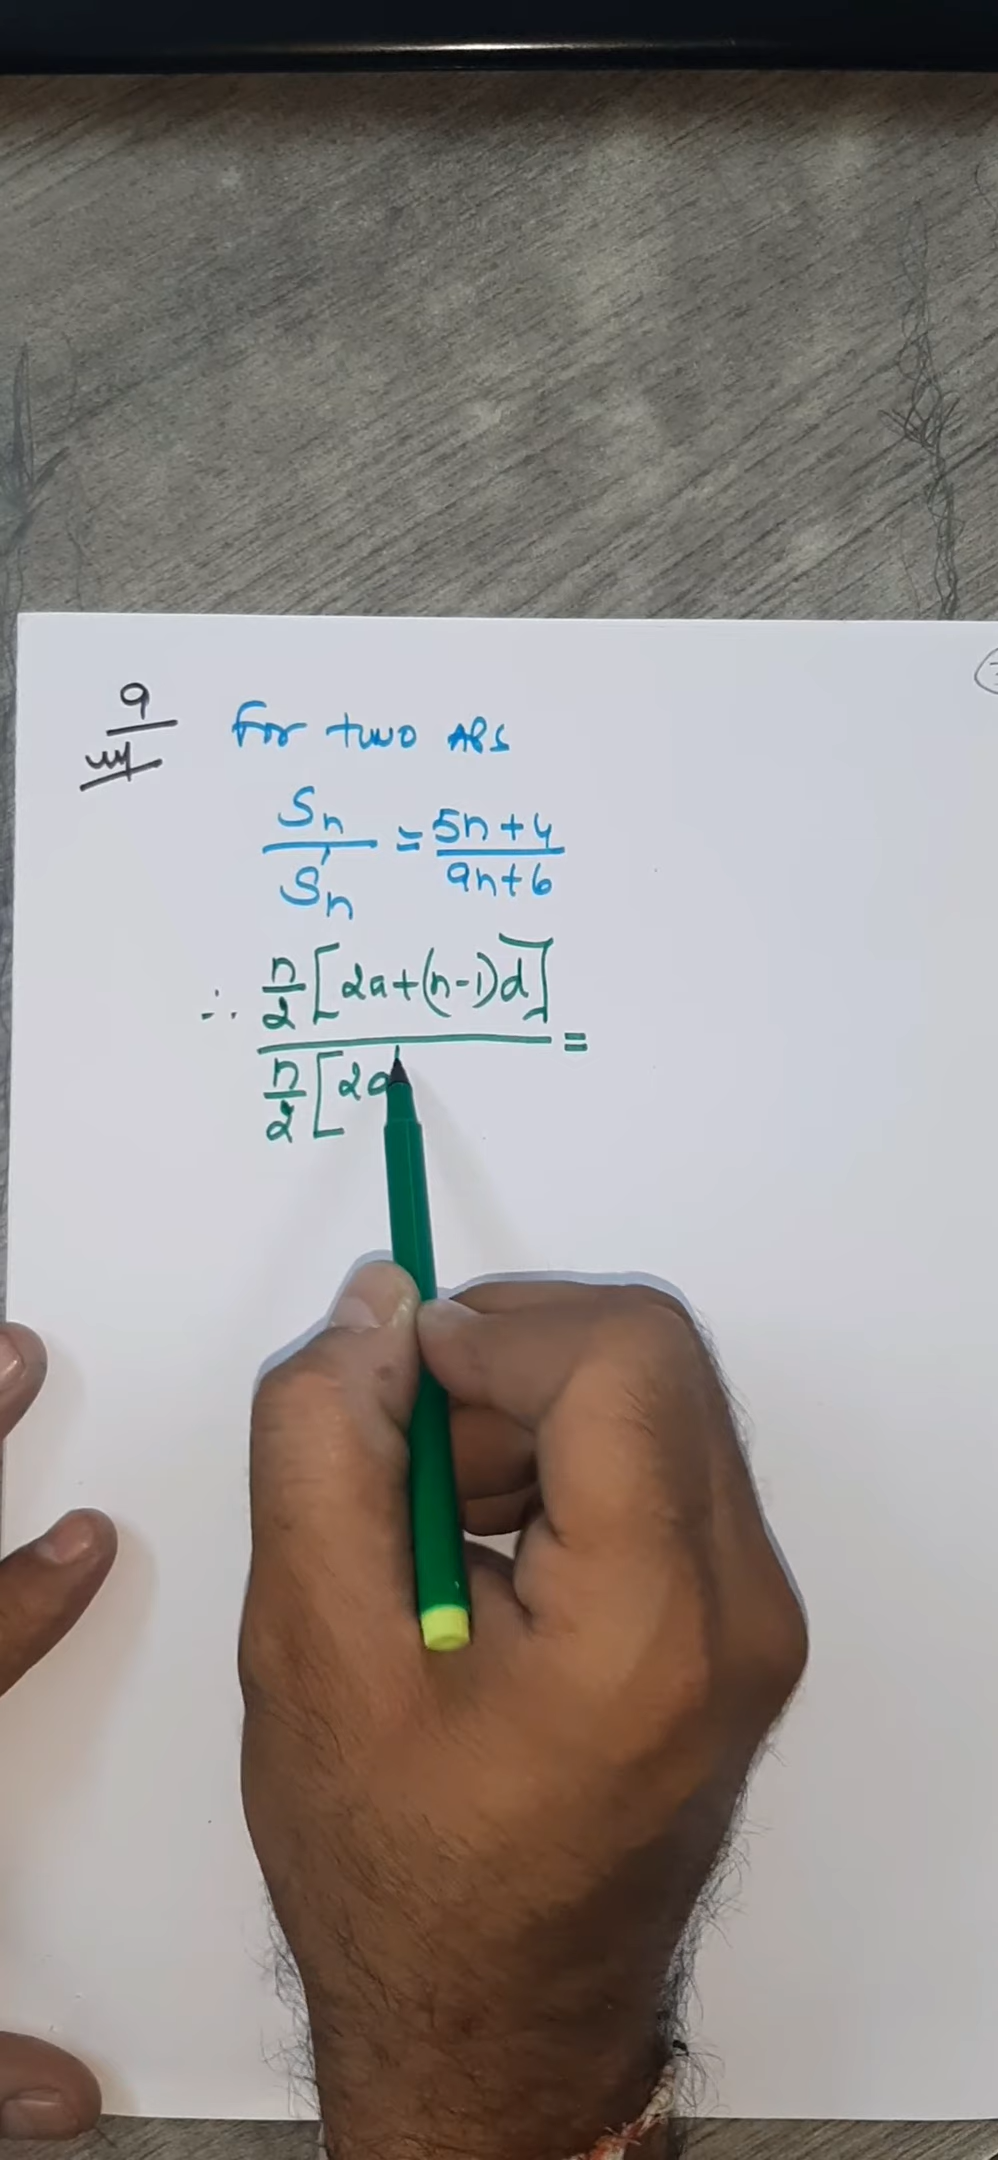 9
For two APs
Sn / S'n = 5n+4 / 9n+6
∴ n/2 [2a+(n-1)d] / n/2 [2a' =